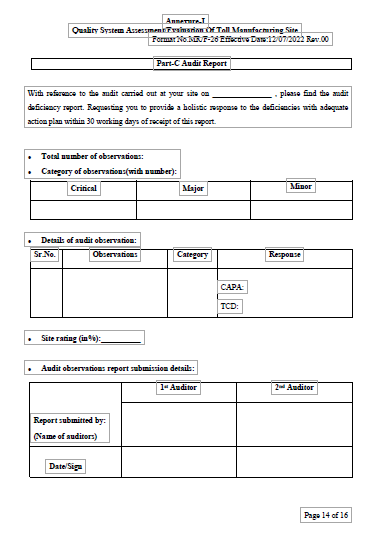 Annexure-I
Quality System Assessment/Evaluation Of Toll Manufacturing Site
Format No.MR/F-26 Effective Date:12/07/2022 Rev.00
Part-C Audit Report
With reference to the audit carried out at your site on _______________ , please find the audit
deficiency report. Requesting you to provide a holistic response to the deficiencies with adequate
action plan within 30 working days of receipt of this report.
• Total number of observations:
• Category of observations(with number):
Critical Major Minor
• Details of audit observation:
Sr.No. Observations Category Response
CAPA:
TCD:
• Site rating (in%):__________
• Audit observations report submission details:
1st Auditor 2nd Auditor
Report submitted by:
(Name of auditors)
Date/Sign
Page 14 of 16